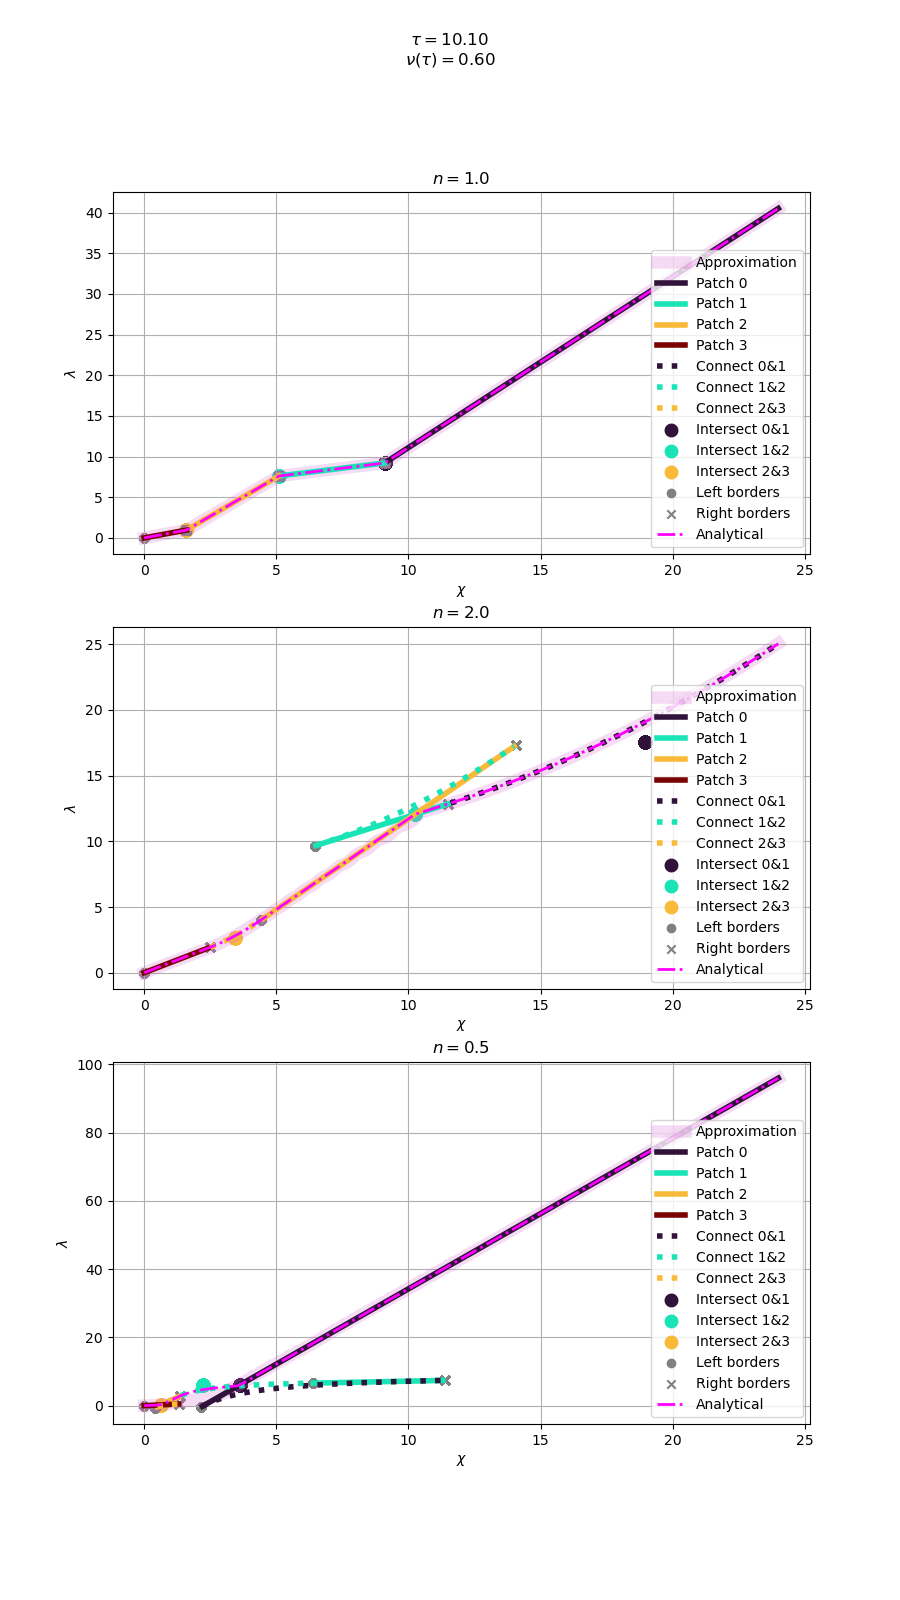 τ = 10.10
ν(τ) = 0.60
n = 1.0
40
35
30
25
20
15
10
5
0
λ
0 5 10 15 20 25
χ
Approximation
Patch 0
Patch 1
Patch 2
Patch 3
Connect 0&1
Connect 1&2
Connect 2&3
Intersect 0&1
Intersect 1&2
Intersect 2&3
Left borders
Right borders
Analytical
n = 2.0
25
20
15
10
5
0
λ
0 5 10 15 20 25
χ
Approximation
Patch 0
Patch 1
Patch 2
Patch 3
Connect 0&1
Connect 1&2
Connect 2&3
Intersect 0&1
Intersect 1&2
Intersect 2&3
Left borders
Right borders
Analytical
n = 0.5
100
80
60
40
20
0
λ
0 5 10 15 20 25
χ
Approximation
Patch 0
Patch 1
Patch 2
Patch 3
Connect 0&1
Connect 1&2
Connect 2&3
Intersect 0&1
Intersect 1&2
Intersect 2&3
Left borders
Right borders
Analytical